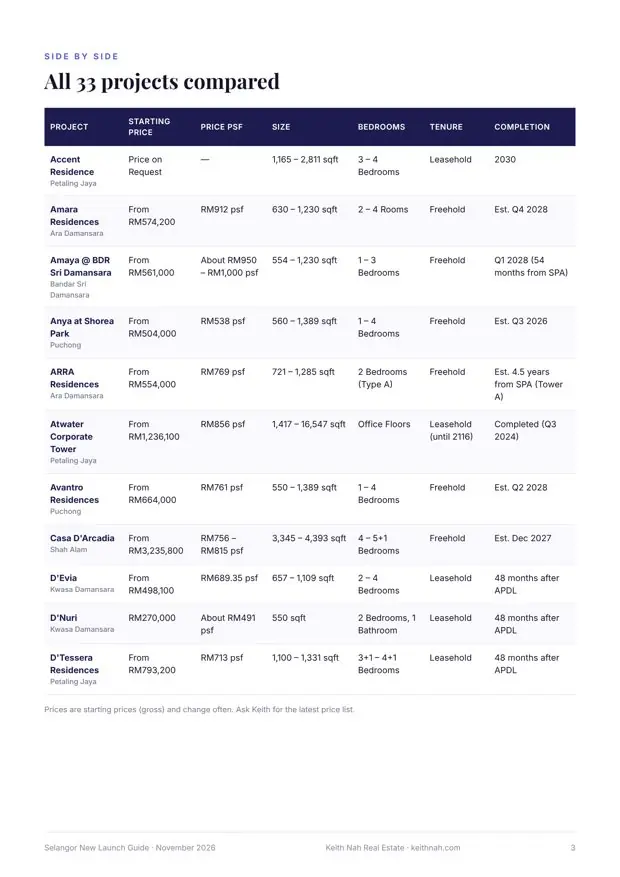 SIDE BY SIDE
All 33 projects compared
PROJECT STARTING PRICE PRICE PSF SIZE BEDROOMS TENURE COMPLETION
Accent Residence Petaling Jaya Price on Request — 1,165 – 2,811 sqft 3 – 4 Bedrooms Leasehold 2030
Amara Residences Ara Damansara From RM574,200 RM912 psf 630 – 1,230 sqft 2 – 4 Rooms Freehold Est. Q4 2028
Amaya @ BDR Sri Damansara Bandar Sri Damansara From RM561,000 About RM950 – RM1,000 psf 554 – 1,230 sqft 1 – 3 Bedrooms Freehold Q1 2028 (54 months from SPA)
Anya at Shorea Park Puchong From RM504,000 RM538 psf 560 – 1,389 sqft 1 – 4 Bedrooms Freehold Est. Q3 2026
ARRA Residences Ara Damansara From RM554,000 RM769 psf 721 – 1,285 sqft 2 Bedrooms (Type A) Freehold Est. 4.5 years from SPA (Tower A)
Atwater Corporate Tower Petaling Jaya From RM1,236,100 RM856 psf 1,417 – 16,547 sqft Office Floors Leasehold (until 2116) Completed (Q3 2024)
Avantro Residences Puchong From RM664,000 RM761 psf 550 – 1,389 sqft 1 – 4 Bedrooms Freehold Est. Q2 2028
Casa D'Arcadia Shah Alam From RM3,235,800 RM756 – RM815 psf 3,345 – 4,393 sqft 4 – 5+1 Bedrooms Freehold Est. Dec 2027
D'Evia Kwasa Damansara From RM498,100 RM689.35 psf 657 – 1,109 sqft 2 – 4 Bedrooms Leasehold 48 months after APDL
D'Nuri Kwasa Damansara RM270,000 About RM491 psf 550 sqft 2 Bedrooms, 1 Bathroom Leasehold 48 months after APDL
D'Tessera Residences Petaling Jaya From RM793,200 RM713 psf 1,100 – 1,331 sqft 3+1 – 4+1 Bedrooms Leasehold 48 months after APDL
Prices are starting prices (gross) and change often. Ask Keith for the latest price list.
Selangor New Launch Guide · November 2026 Keith Nah Real Estate · keithnah.com 3